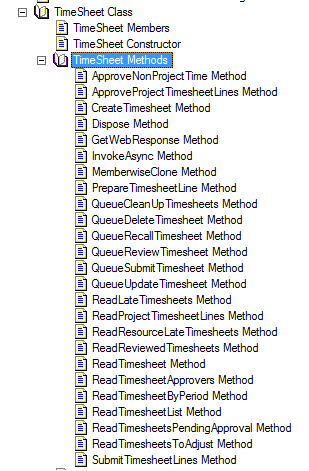 TimeSheet Class
TimeSheet Members
TimeSheet Constructor
TimeSheet Methods
ApproveNonProjectTime Method
ApproveProjectTimesheetLines Method
CreateTimesheet Method
Dispose Method
GetWebResponse Method
InvokeAsync Method
MemberwiseClone Method
PrepareTimesheetLine Method
QueueCleanUpTimesheets Method
QueueDeleteTimesheet Method
QueueRecallTimesheet Method
QueueReviewTimesheet Method
QueueSubmitTimesheet Method
QueueUpdateTimesheet Method
ReadLateTimesheets Method
ReadProjectTimesheetLines Method
ReadResourceLateTimesheets Method
ReadReviewedTimesheets Method
ReadTimesheet Method
ReadTimesheetApprovers Method
ReadTimesheetByPeriod Method
ReadTimesheetList Method
ReadTimesheetsPendingApproval Method
ReadTimesheetsToAdjust Method
SubmitTimesheetLines Method